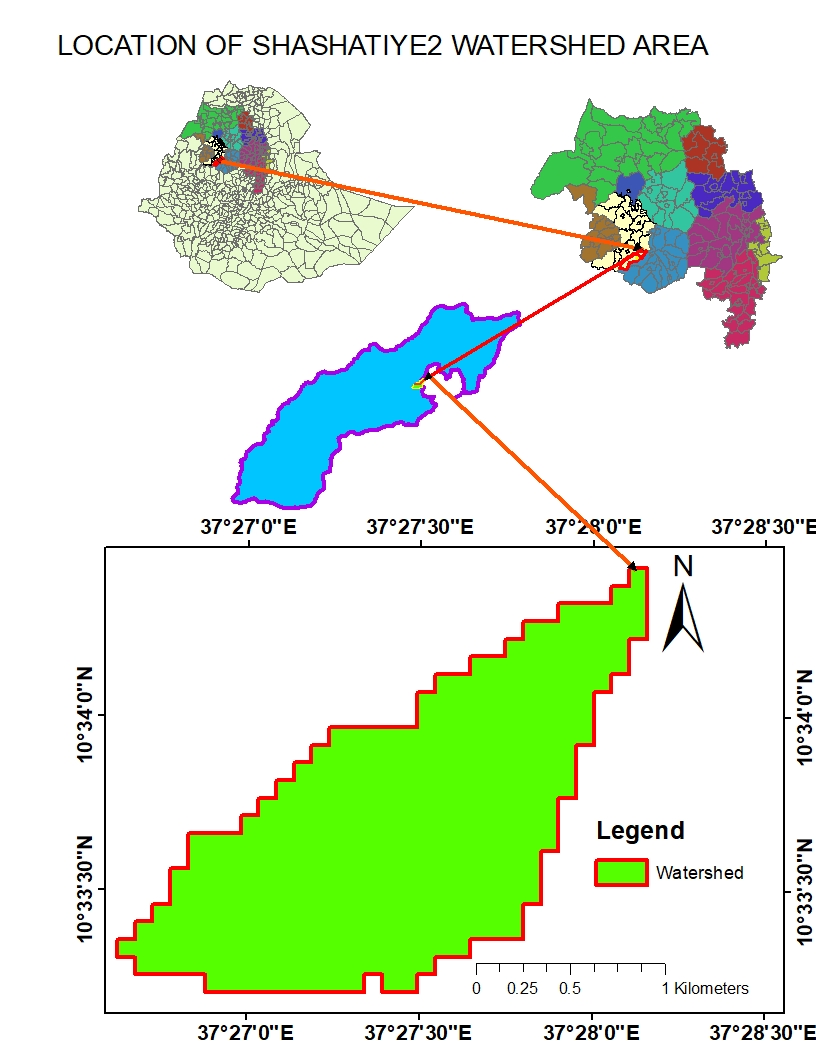 LOCATION OF SHASHATIYE2 WATERSHED AREA
37°27'0"E 37°27'30"E 37°28'0"E 37°28'30"E
N
10°34'0"N 10°34'0"N
Legend
Watershed
10°33'30"N 10°33'30"N
0 0.25 0.5 1 Kilometers
37°27'0"E 37°27'30"E 37°28'0"E 37°28'30"E